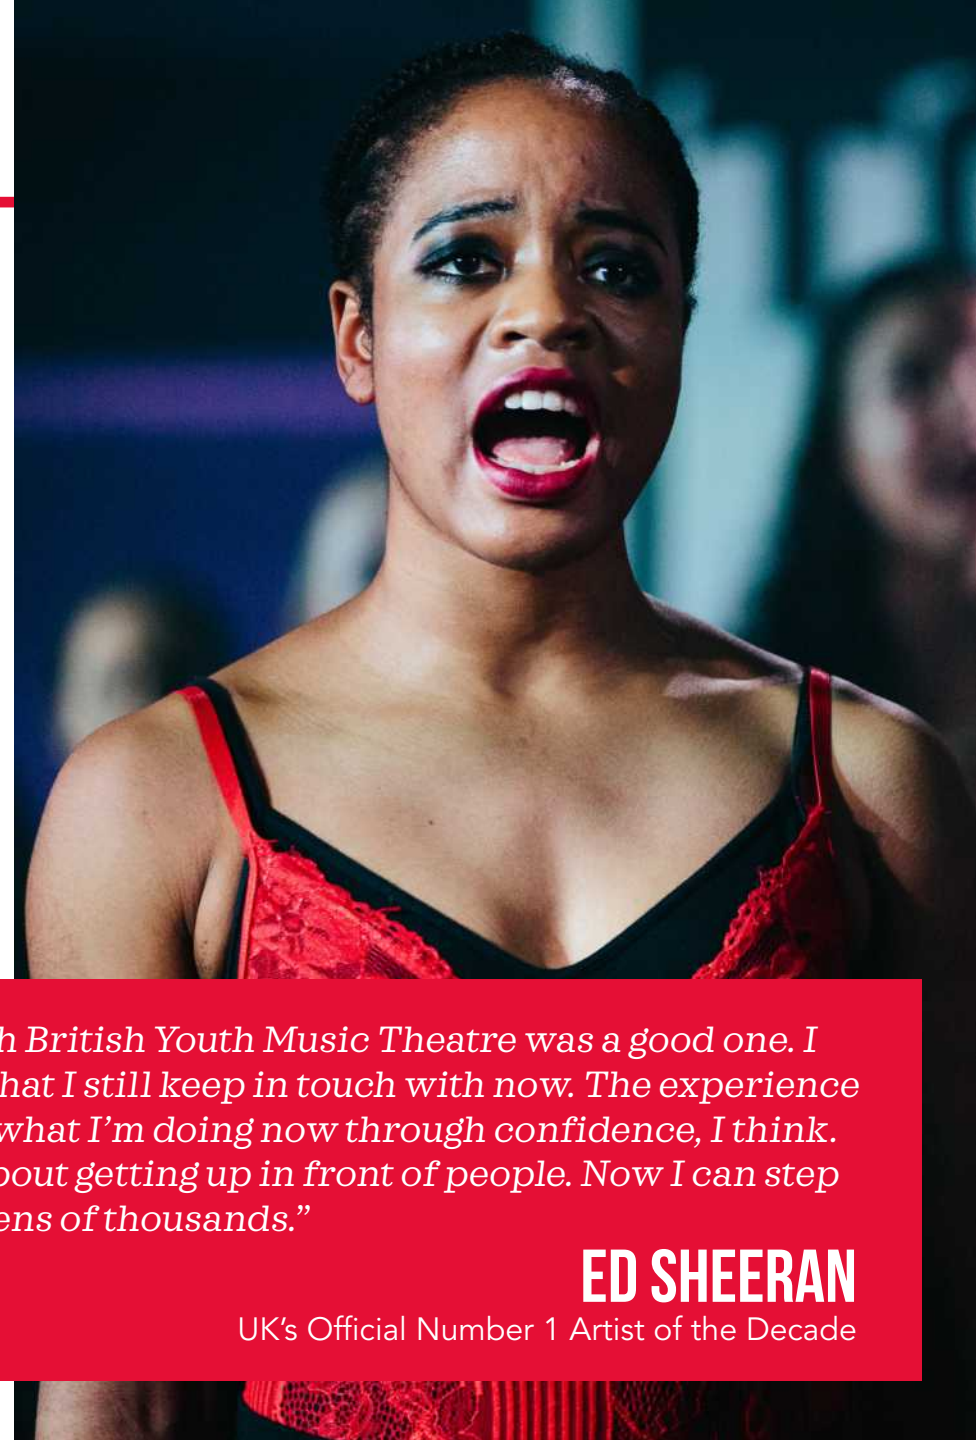 h British Youth Music Theatre was a good one. I
hat I still keep in touch with now. The experience
what I’m doing now through confidence, I think.
bout getting up in front of people. Now I can step
ens of thousands.”
ED SHEERAN
UK’s Official Number 1 Artist of the Decade